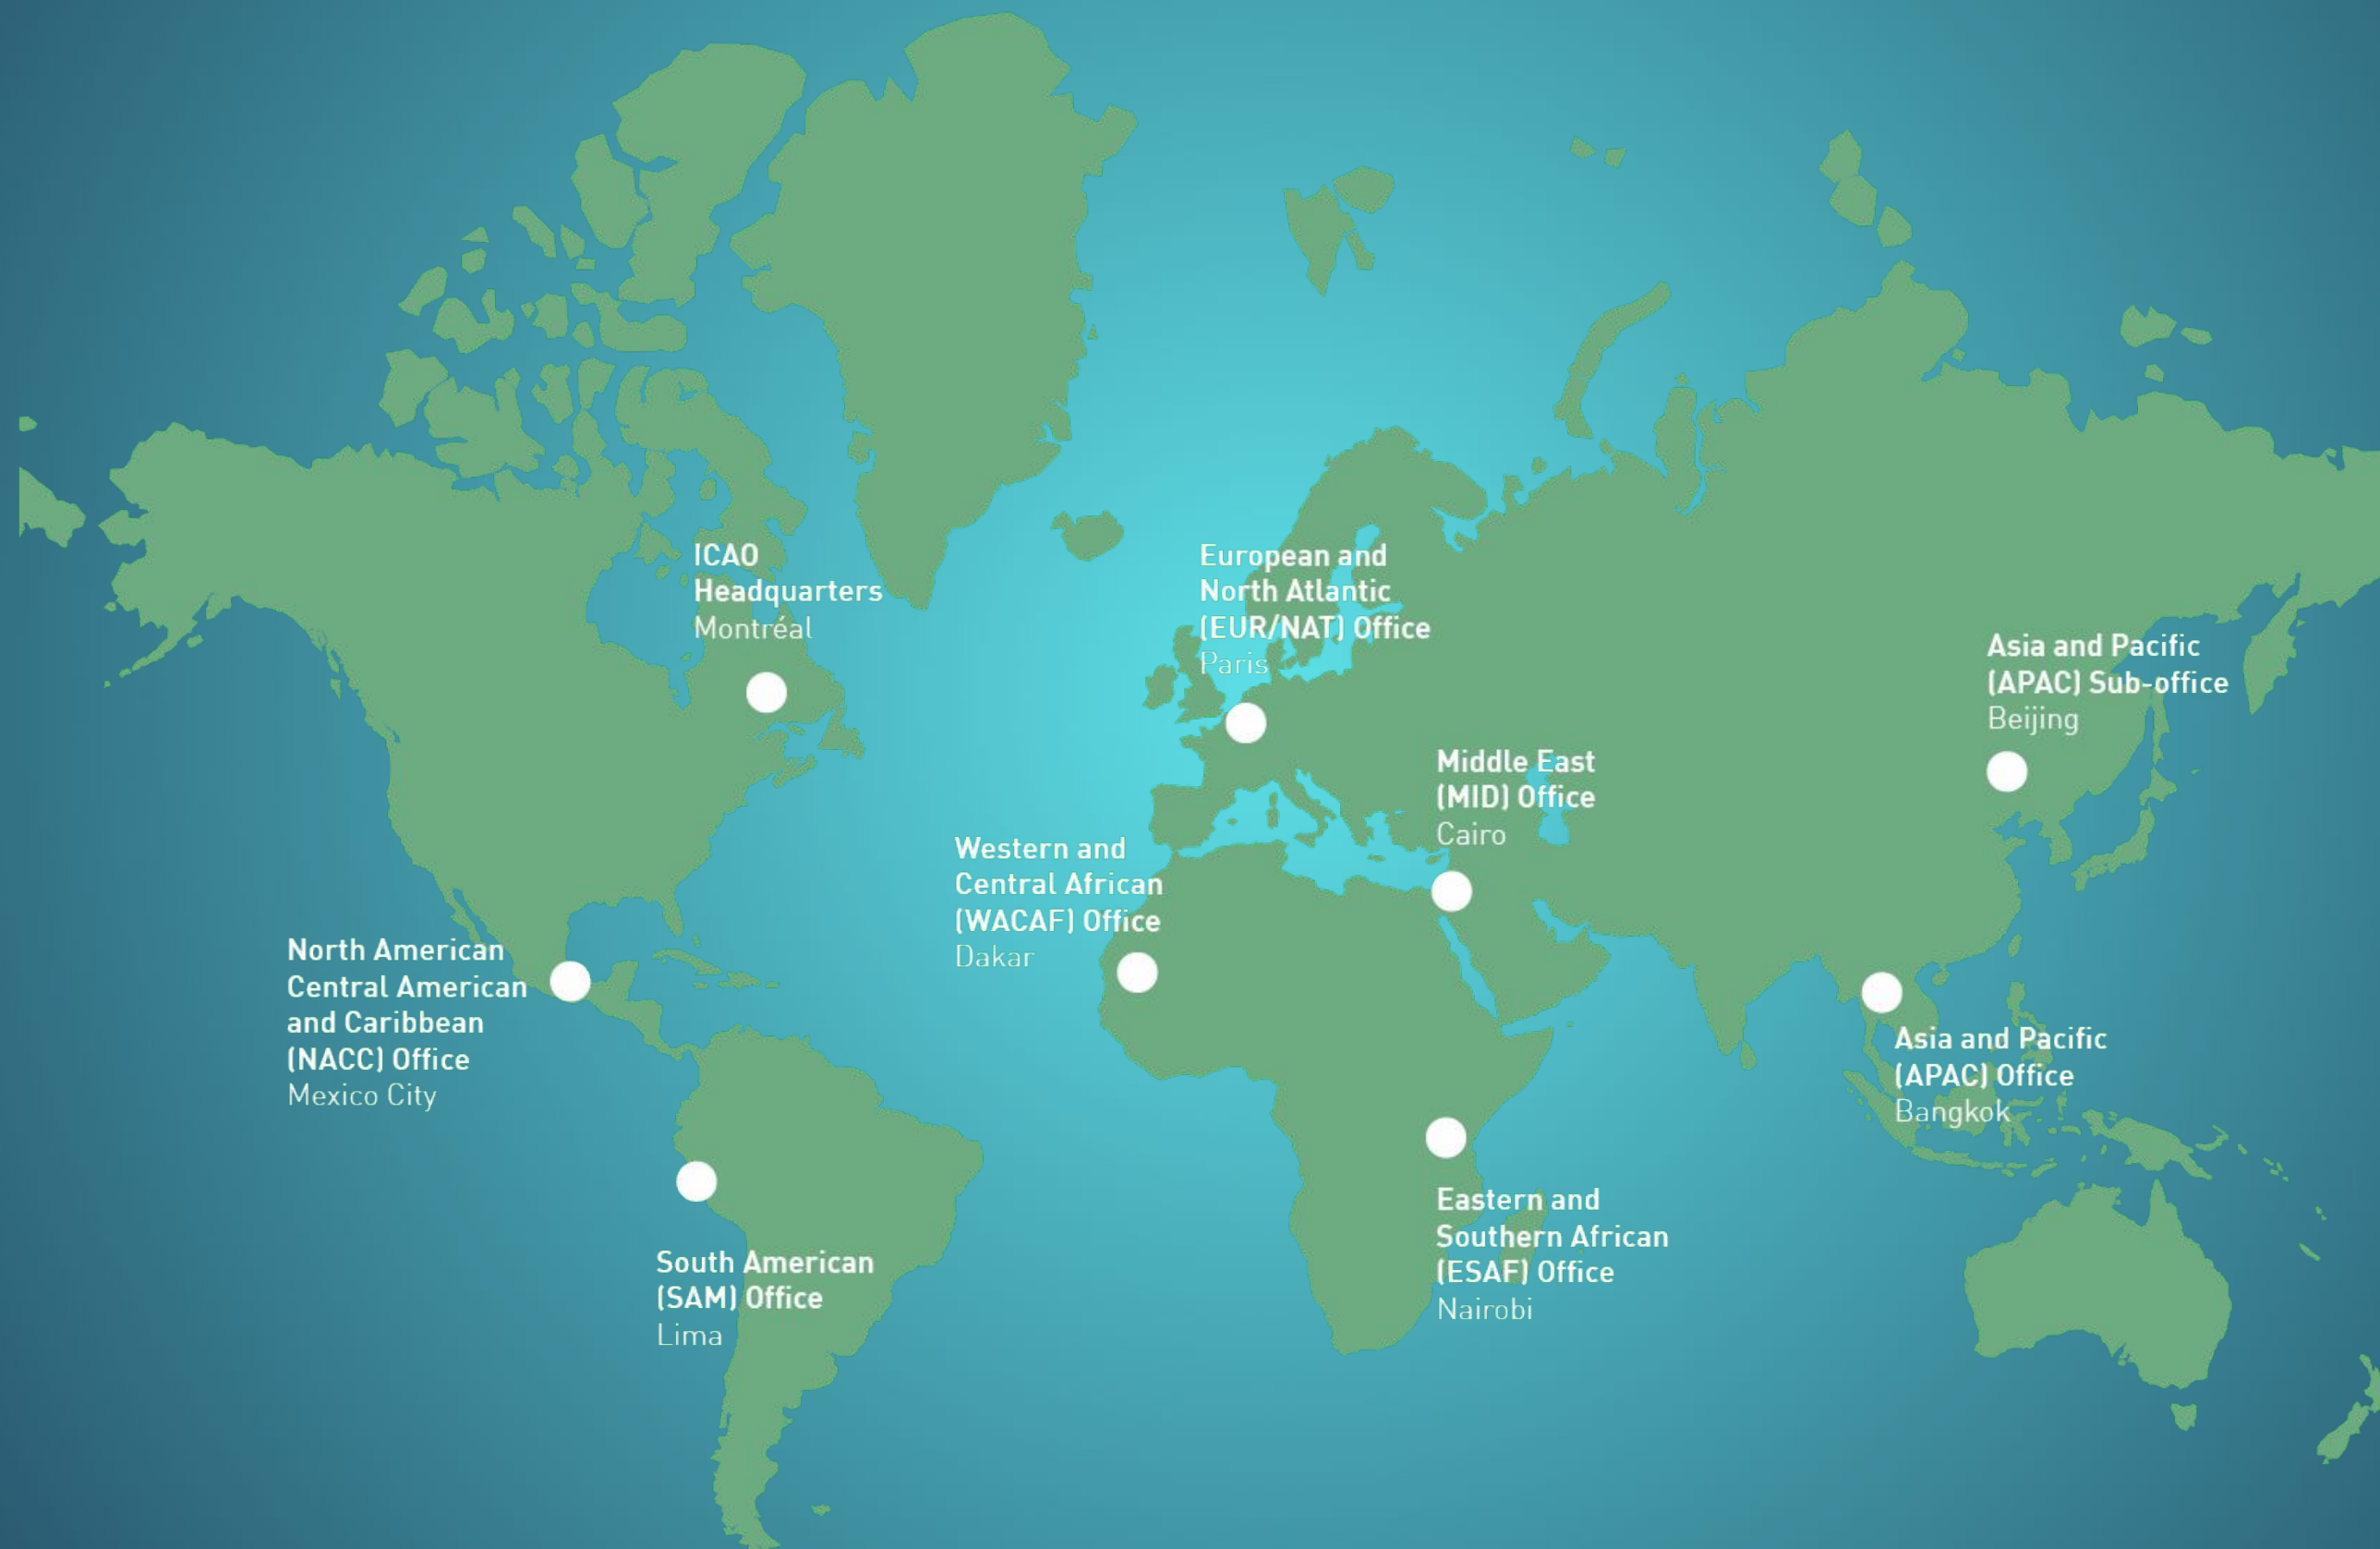 ICAO
Headquarters
Montréal
European and
North Atlantic
(EUR/NAT) Office
Paris
Asia and Pacific
(APAC) Sub-office
Beijing
Middle East
(MID) Office
Cairo
Western and
Central African
(WACAF) Office
Dakar
North American
Central American
and Caribbean
(NACC) Office
Mexico City
Asia and Pacific
(APAC) Office
Bangkok
Eastern and
Southern African
(ESAF) Office
Nairobi
South American
(SAM) Office
Lima